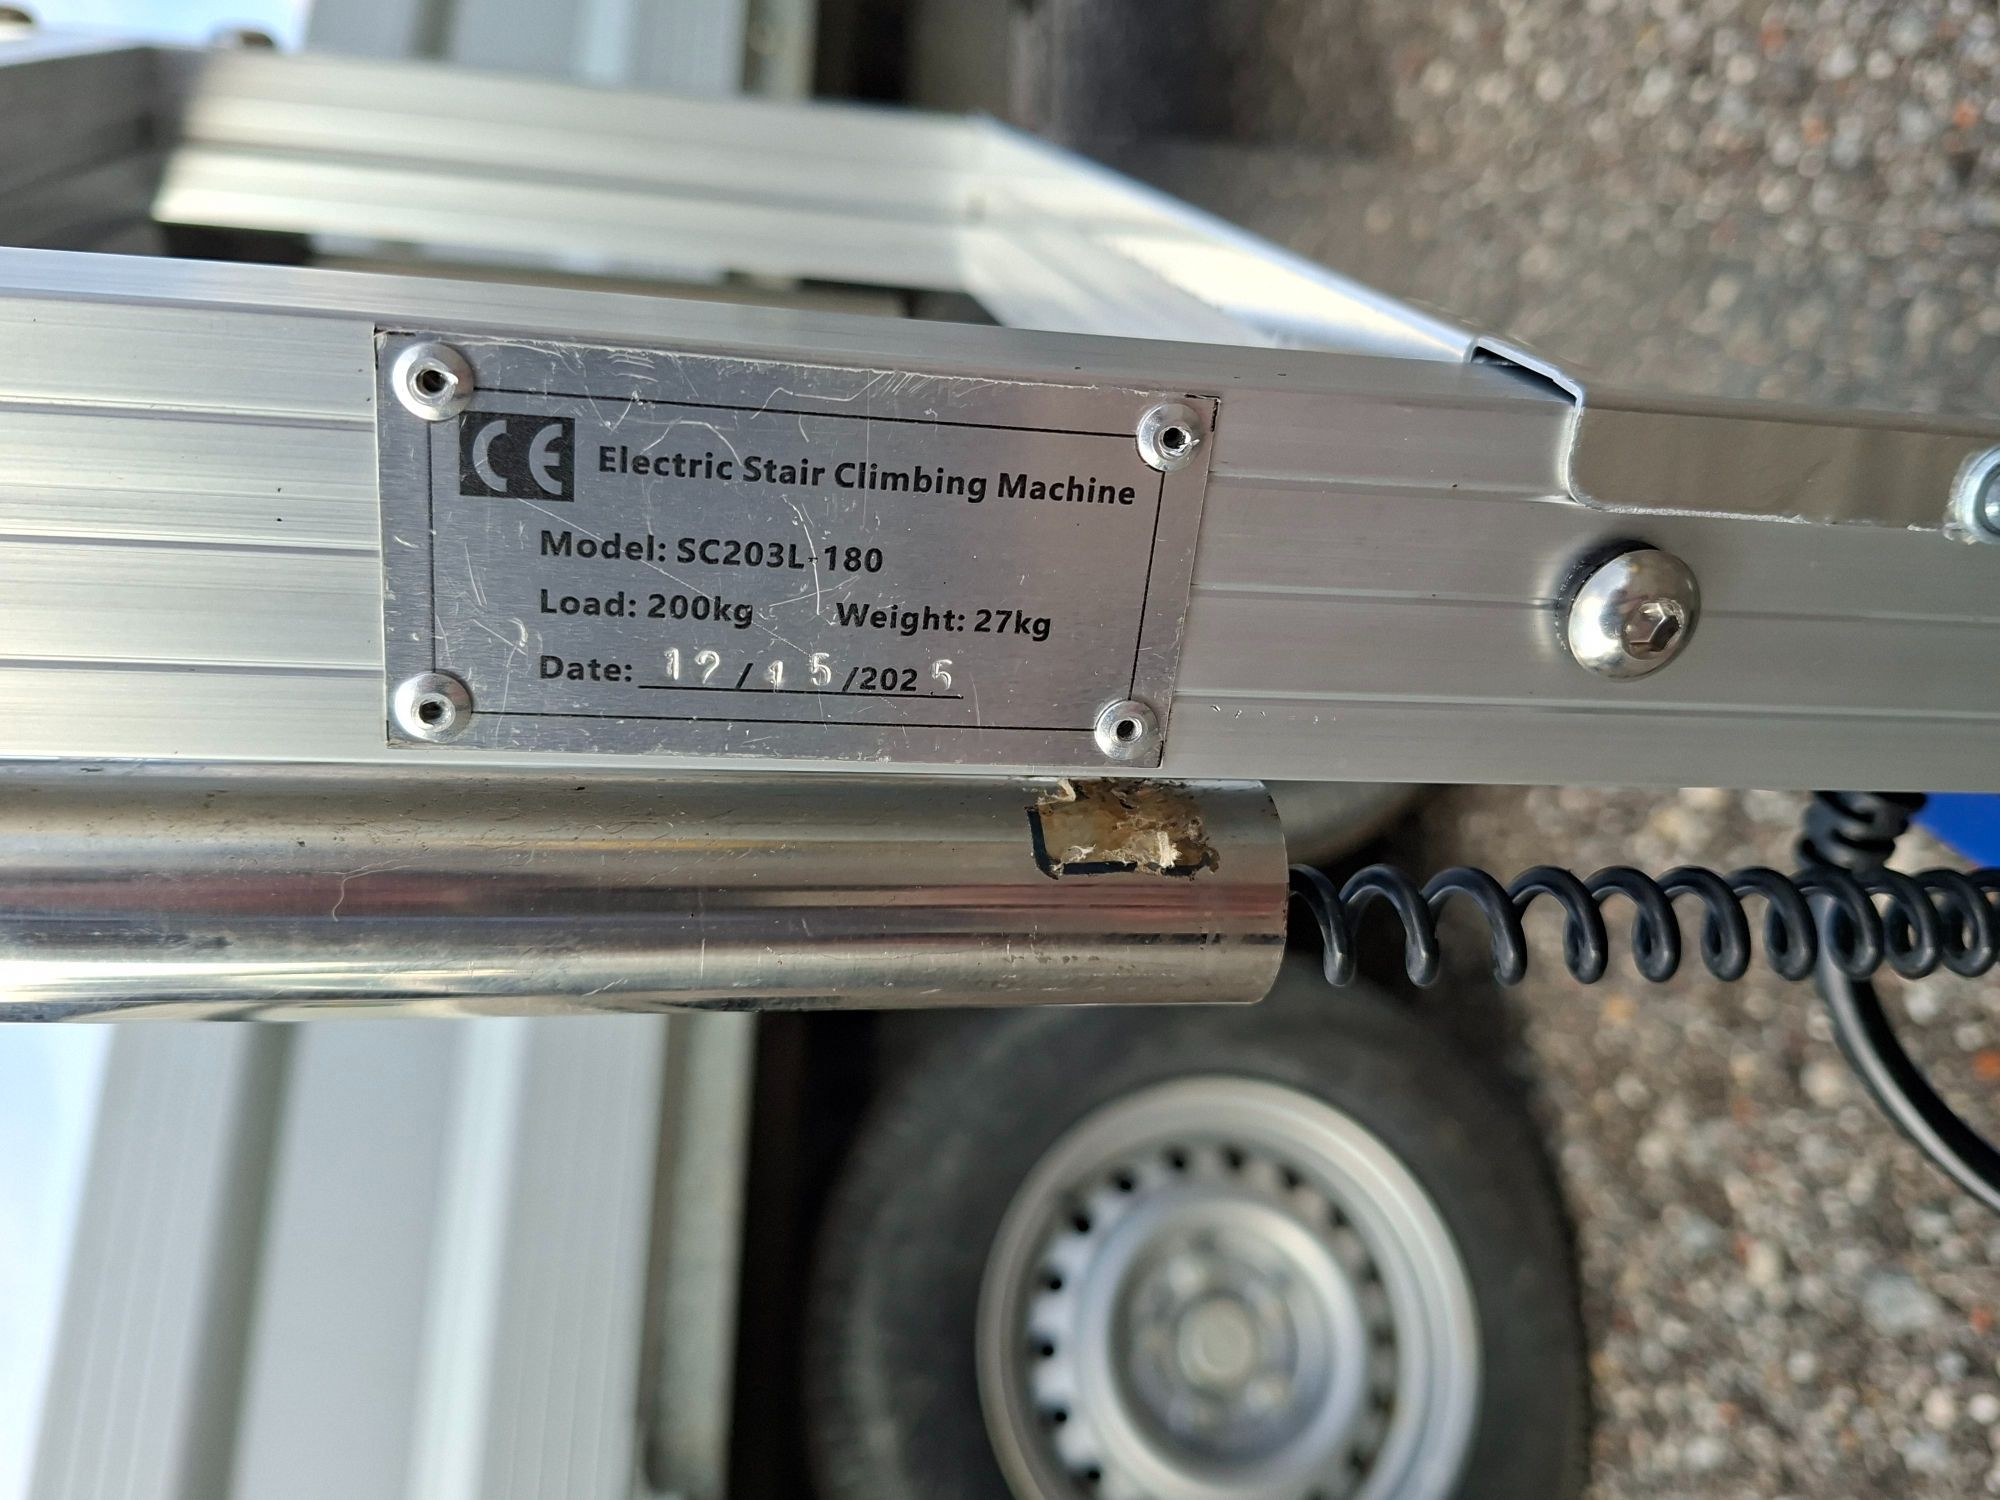 CE Electric Stair Climbing Machine
Model: SC203L-180
Load: 200kg Weight: 27kg
Date: 12/15/2025